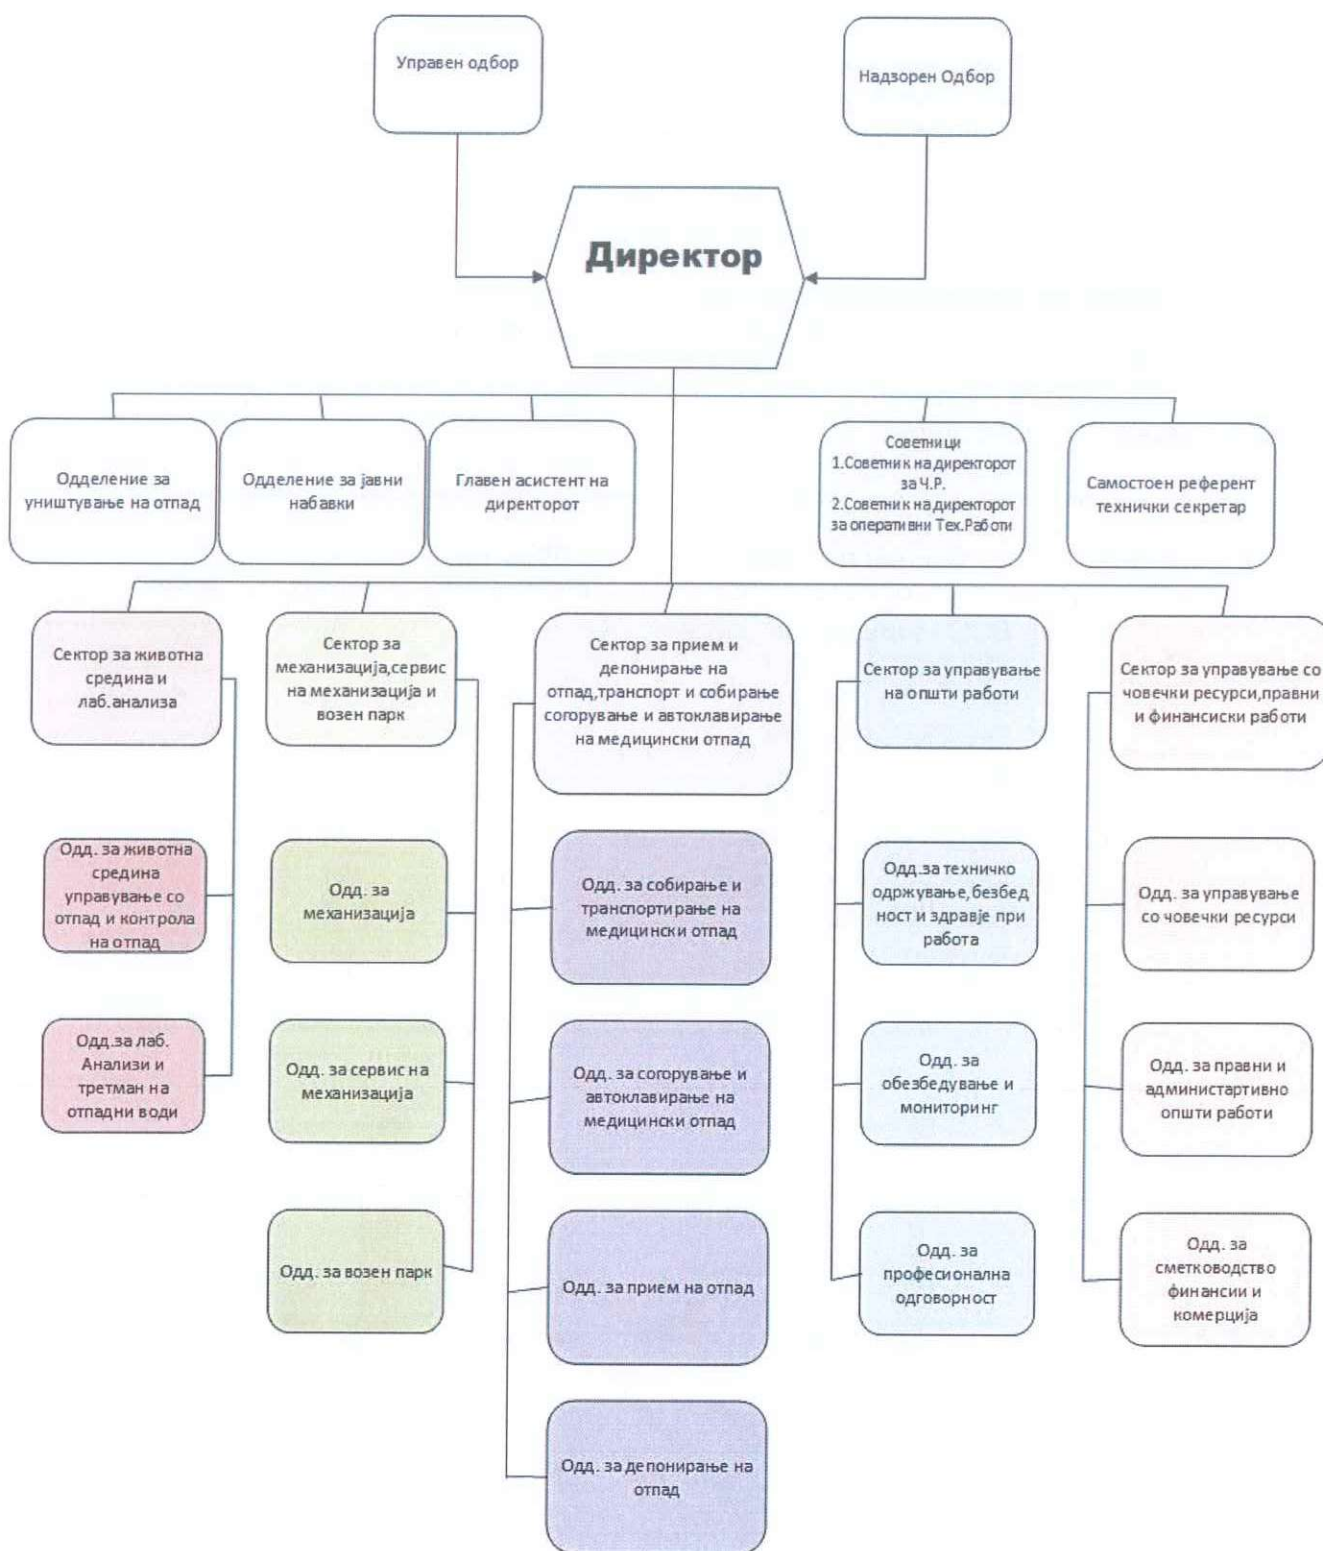 Управен одбор
Надзорен Одбор
Директор
Одделение за
уништување на отпад
Одделение за јавни
набавки
Главен асистент на
директорот
Советници
1.Советник на директорот
за Ч.Р.
2.Советник на директорот
за оперативни Тех.Работи
Самостоен референт
технички секретар
Сектор за животна
средина и
лаб.анализа
Сектор за
механизација,сервис
на механизација и
возен парк
Сектор за прием и
депонирање на
отпад,транспорт и собирање
согорување и автоклавирање
на медицински отпад
Сектор за управување
на општи работи
Сектор за управување со
човечки ресурси,правни
и финансиски работи
Одд. за животна
средина
управување со
отпад и контрола
на отпад
Одд. за
механизација
Одд. за собирање и
транспортирање на
медицински отпад
Одд.за техничко
одржување,безбед
ност и здравје при
работа
Одд. за управување
со човечки ресурси
Одд.за лаб.
Анализи и
третман на
отпадни води
Одд. за сервис на
механизација
Одд. за согорување и
автоклавирање на
медицински отпад
Одд. за
обезбедување и
мониторинг
Одд. за правни и
администартивно
општи работи
Одд. за возен парк
Одд. за прием на отпад
Одд. за
професионална
одговорност
Одд. за
сметководство
финансии и
комерција
Одд. за депонирање на
отпад